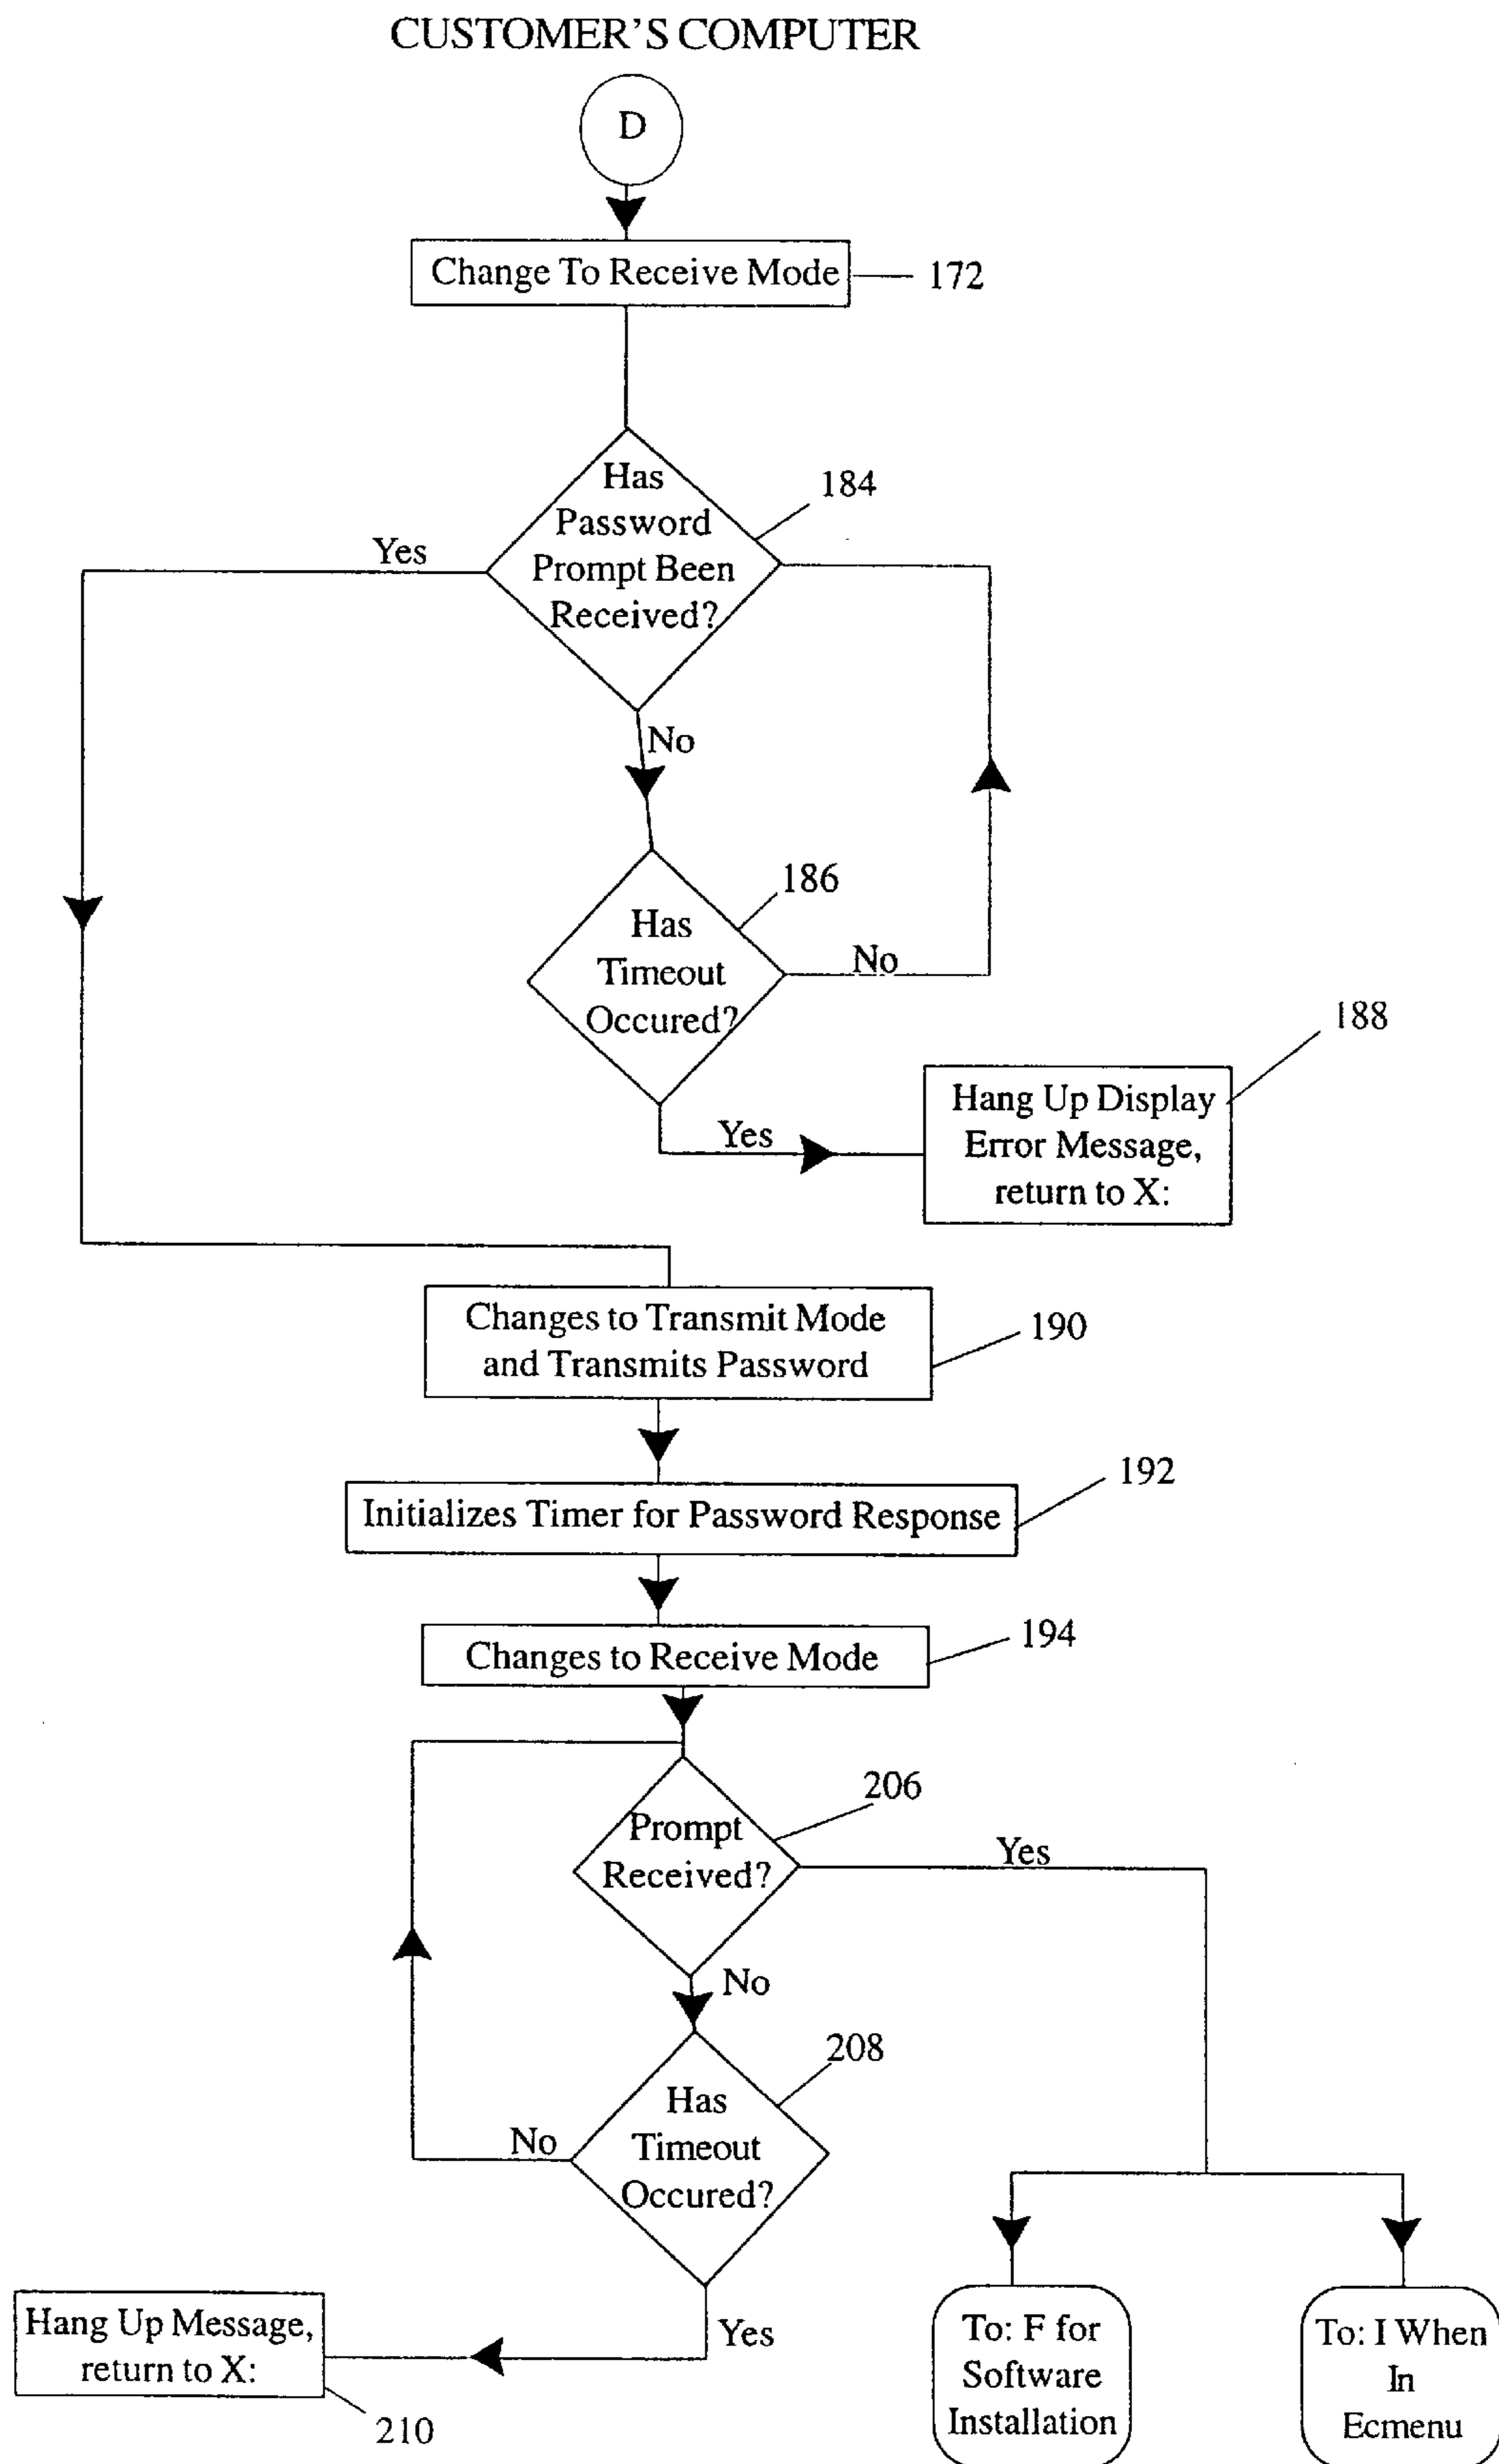 CUSTOMER'S COMPUTER
D
Change To Receive Mode
172
Has
Password
Prompt Been
Received?
184
Yes
No
Has
Timeout
Occured?
186
No
Yes
Hang Up Display
Error Message,
return to X:
188
Changes to Transmit Mode
and Transmits Password
190
Initializes Timer for Password Response
192
Changes to Receive Mode
194
Prompt
Received?
206
Yes
No
Has
Timeout
Occured?
208
No
Yes
Hang Up Message,
return to X:
210
To: F for
Software
Installation
To: I When
In
Ecmenu